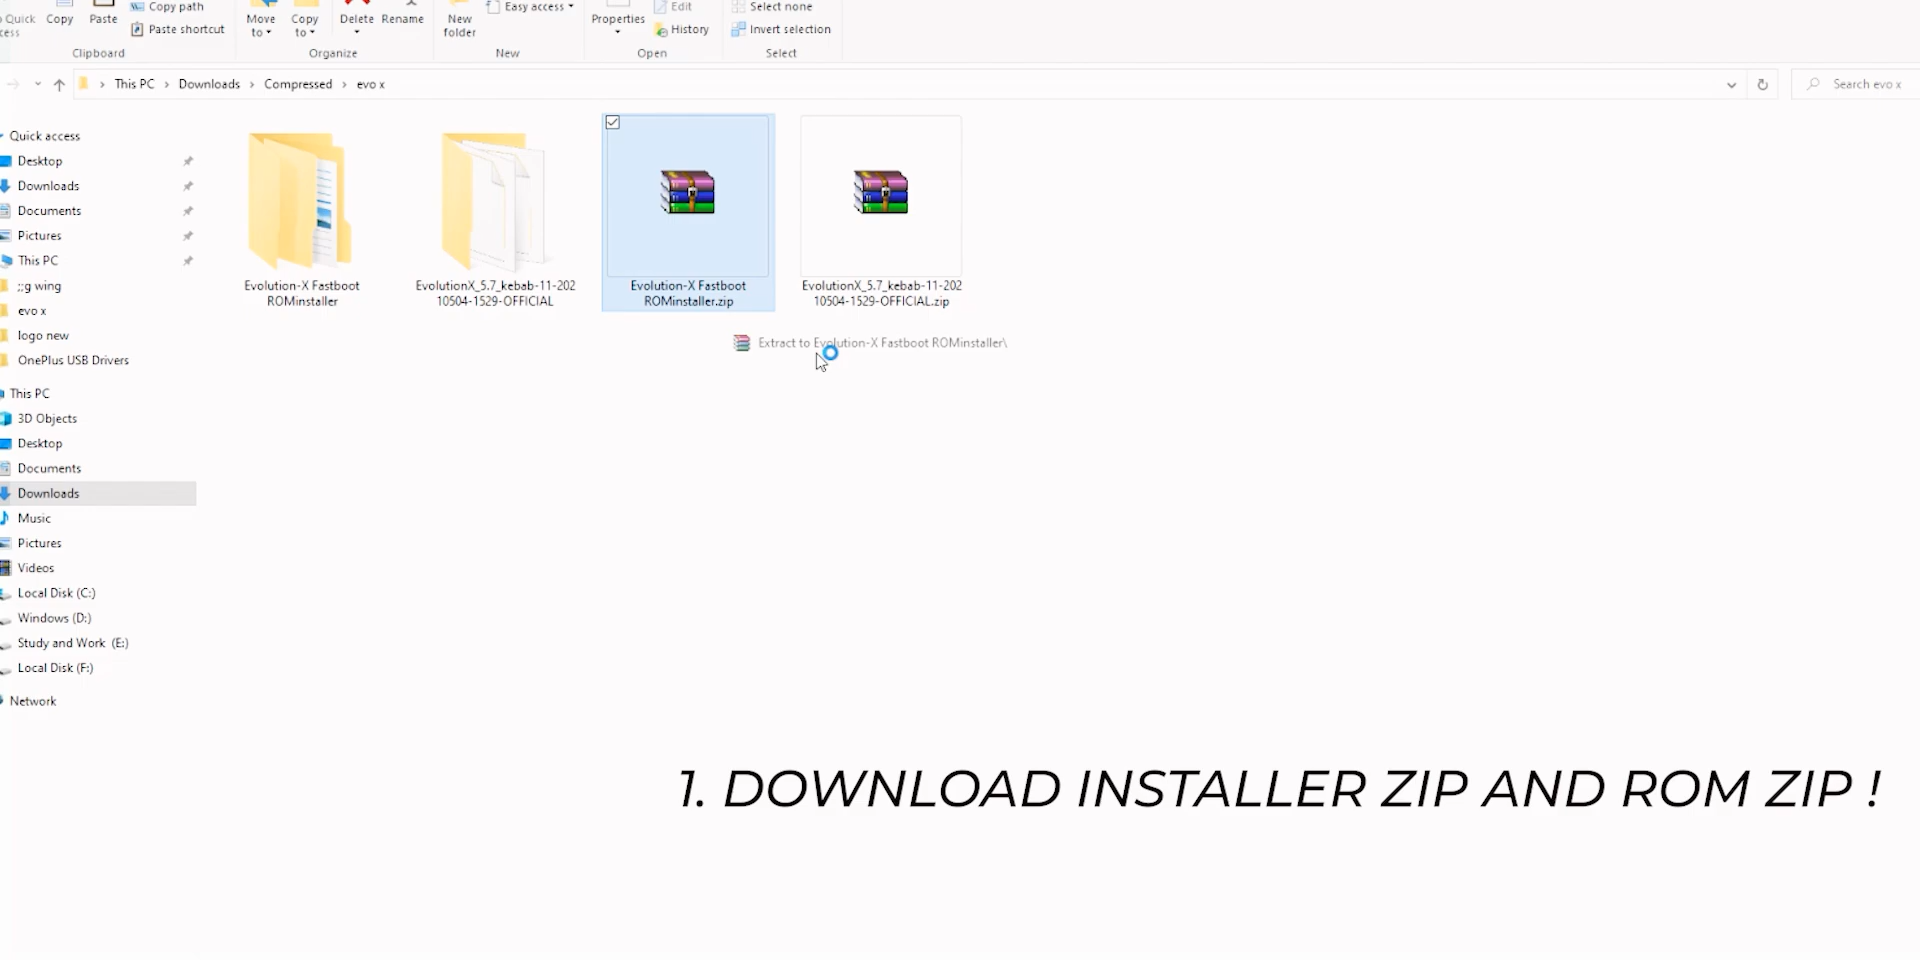 Copy path
Easy access
Edit
Select none
Quick
Copy
Paste
Move
Copy
Delete
Rename
New
Properties
Paste shortcut
to
to
folder
History
Invert selection
Clipboard
Organize
New
Open
Select
This PC > Downloads > Compressed > evo x
Search evo x
Quick access
Desktop
Downloads
Documents
Pictures
This PC
;;g wing
evo x
logo new
OnePlus USB Drivers
This PC
3D Objects
Desktop
Documents
Downloads
Music
Pictures
Videos
Local Disk (C:)
Windows (D:)
Study and Work (E:)
Local Disk (F:)
Network
Evolution-X Fastboot
ROMinstaller
EvolutionX_5.7_kebab-11-202
10504-1529-OFFICIAL
Evolution-X Fastboot
ROMinstaller.zip
EvolutionX_5.7_kebab-11-202
10504-1529-OFFICIAL.zip
Extract to Evolution-X Fastboot ROMinstaller\
1. DOWNLOAD INSTALLER ZIP AND ROM ZIP !